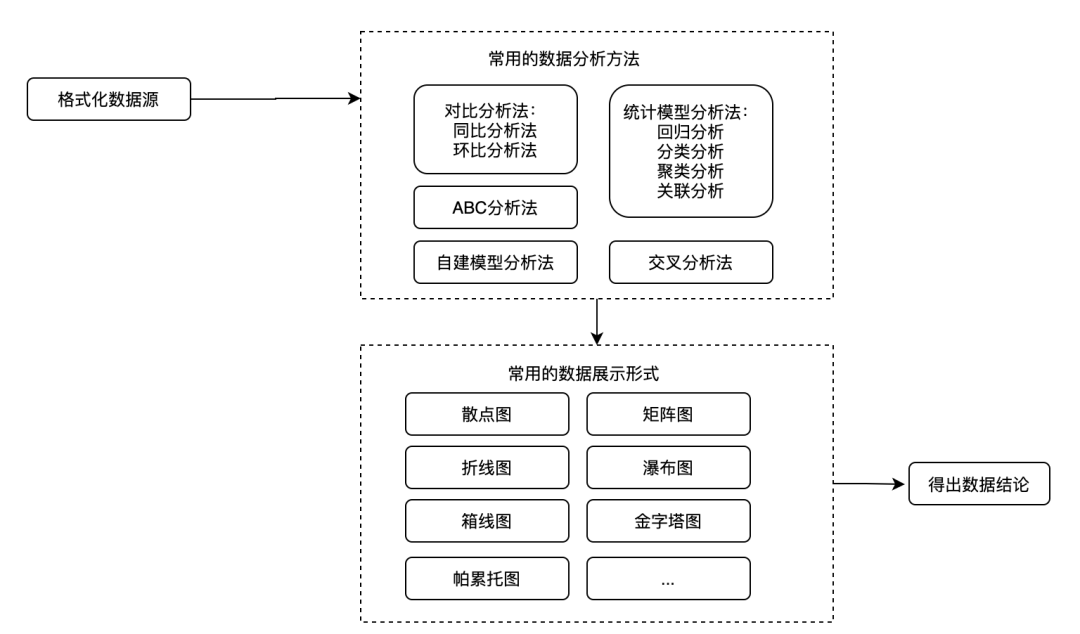 格式化数据源
常用的数据分析方法
对比分析法：
同比分析法
环比分析法
统计模型分析法：
回归分析
分类分析
聚类分析
关联分析
ABC分析法
自建模型分析法
交叉分析法
常用的数据展示形式
散点图
矩阵图
折线图
瀑布图
箱线图
金字塔图
帕累托图
...
得出数据结论